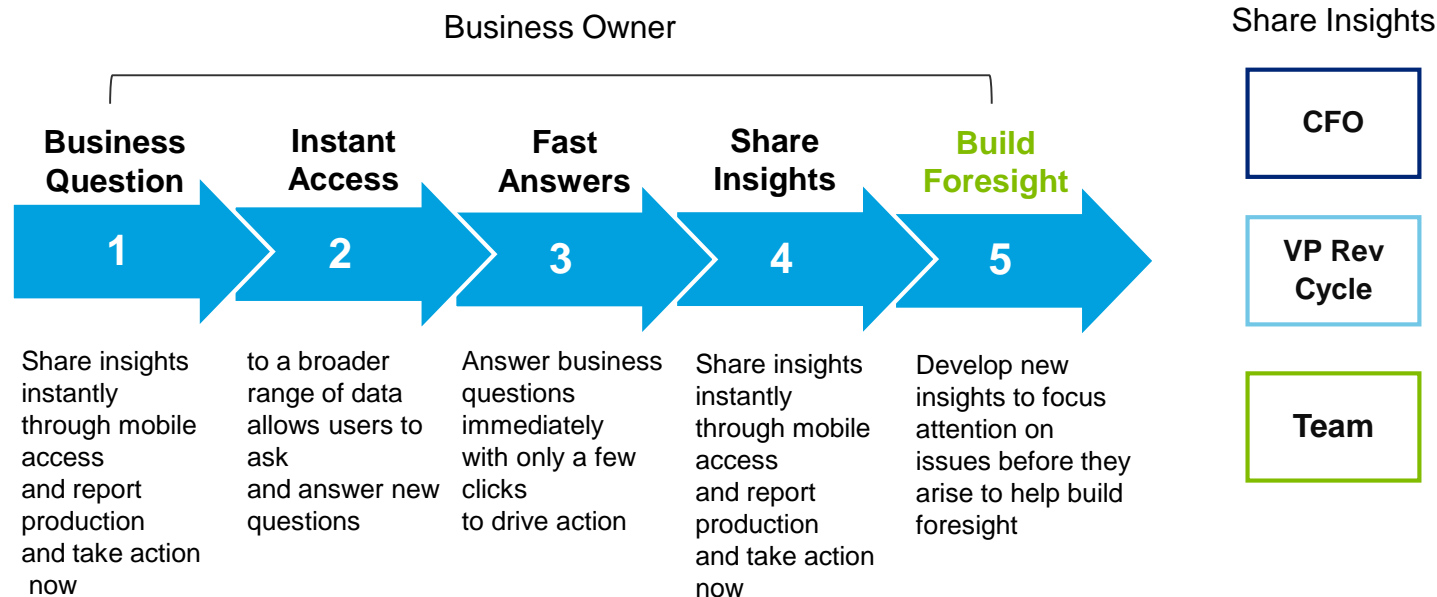 Business Owner
Share Insights
Business
Question
Instant
Access
Fast
Answers
Share
Insights
Build
Foresight
1
2
3
4
5
Share insights
instantly
through mobile
access
and report
production
and take action
now
to a broader
range of data
allows users to
ask
and answer new
questions
Answer business
questions
immediately
with only a few
clicks
to drive action
Share insights
instantly
through mobile
access
and report
production
and take action
now
Develop new
insights to focus
attention on
issues before they
arise to help build
foresight
CFO
VP Rev
Cycle
Team